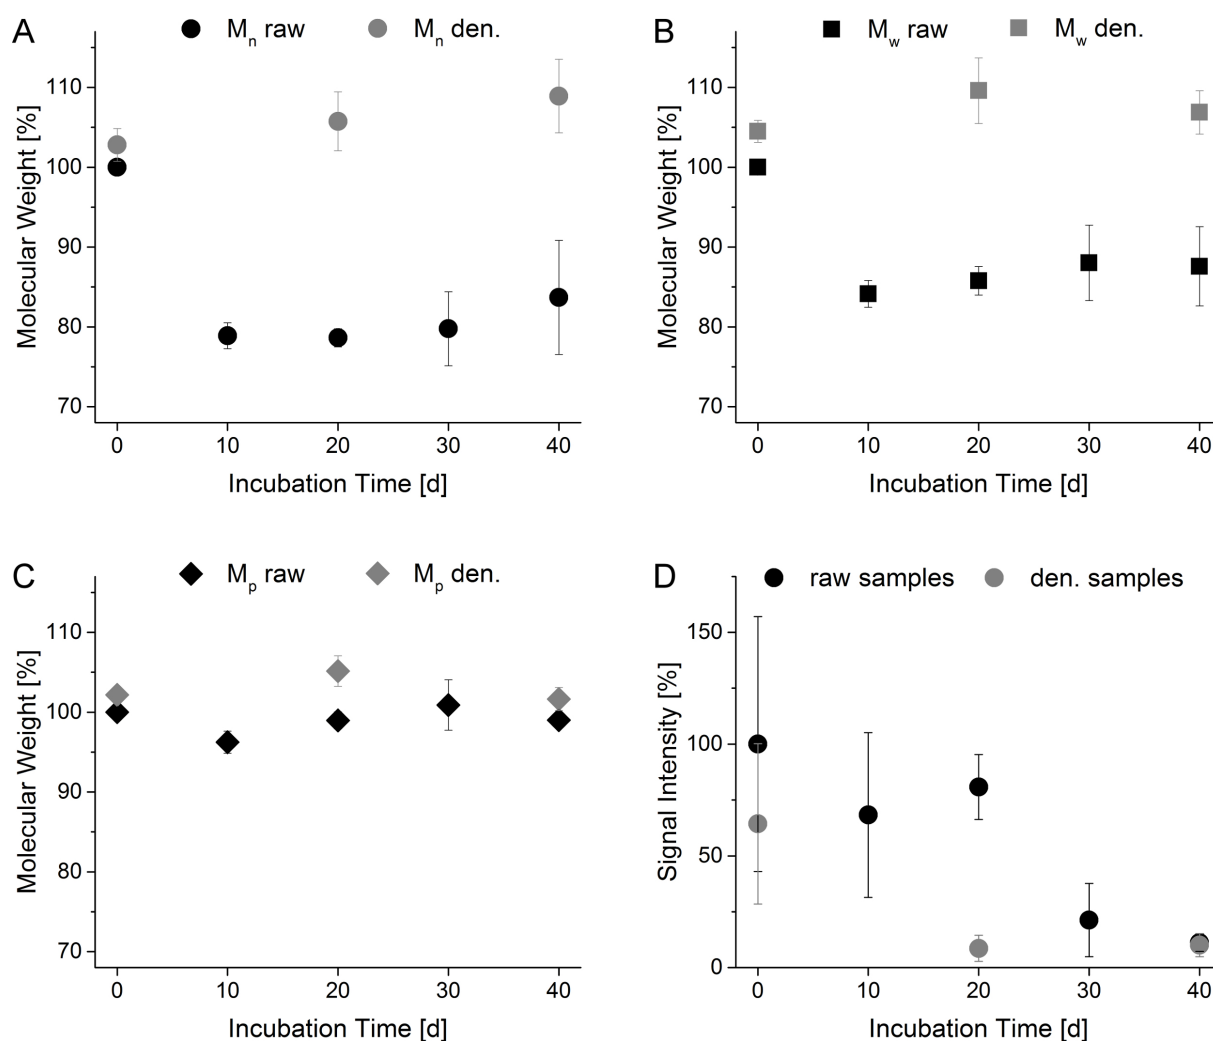 A
Mn raw
Mn den.
Molecular Weight [%]
110
100
90
80
70
0 10 20 30 40
Incubation Time [d]
B
Mw raw
Mw den.
Molecular Weight [%]
110
100
90
80
70
0 10 20 30 40
Incubation Time [d]
C
Mp raw
Mp den.
Molecular Weight [%]
110
100
90
80
70
0 10 20 30 40
Incubation Time [d]
D
raw samples
den. samples
Signal Intensity [%]
150
100
50
0
0 10 20 30 40
Incubation Time [d]